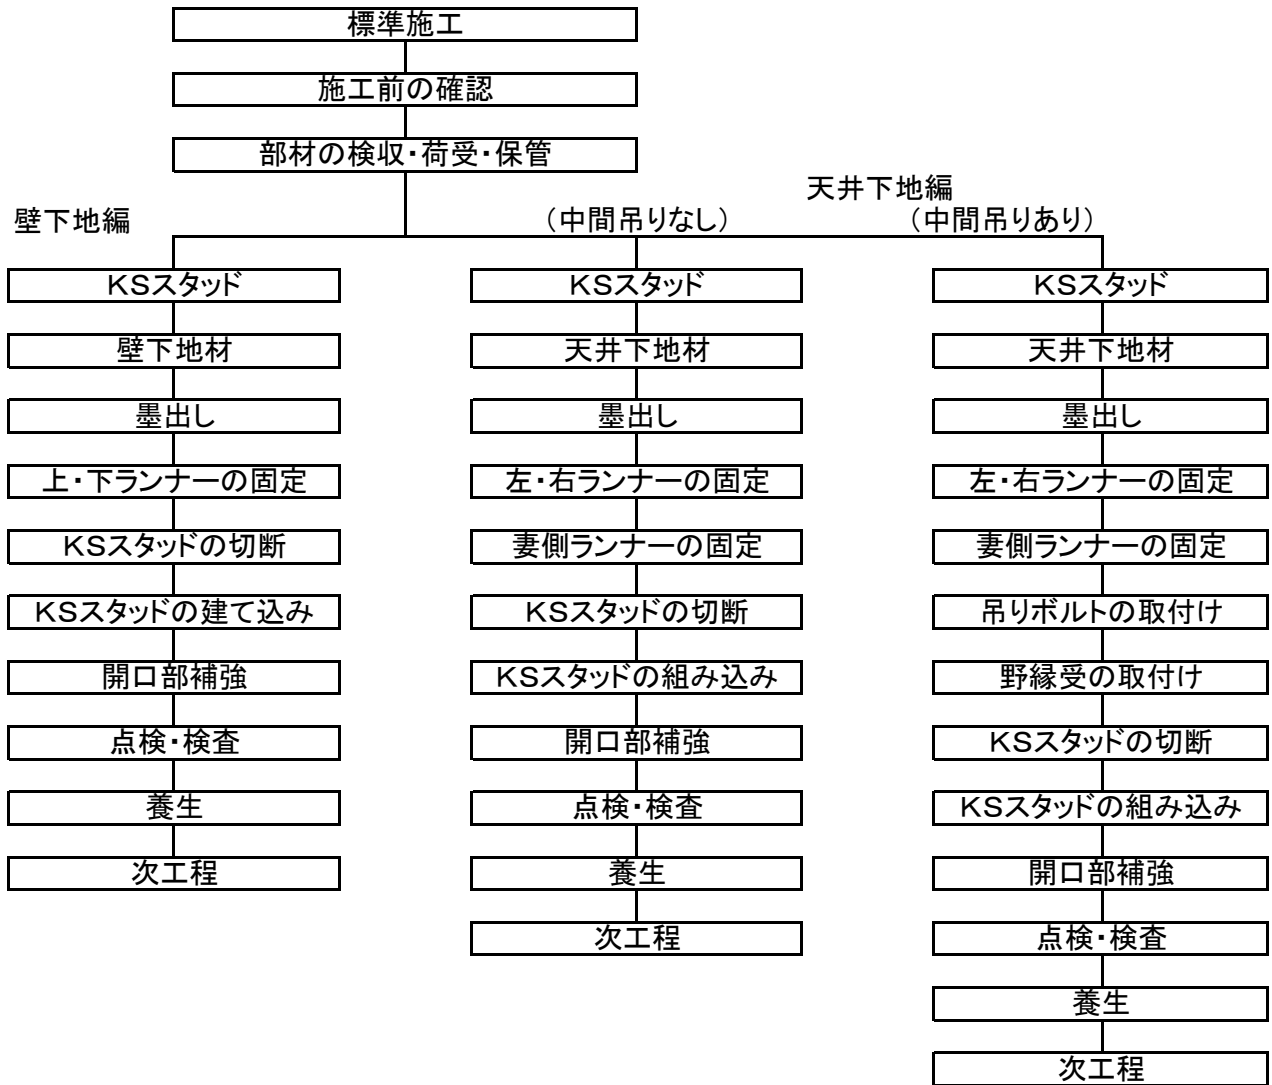 標準施工
施工前の確認
部材の検収・荷受・保管
壁下地編
KSスタッド
壁下地材
墨出し
上・下ランナーの固定
KSスタッドの切断
KSスタッドの建て込み
開口部補強
点検・検査
養生
次工程
天井下地編
(中間吊りなし)
KSスタッド
天井下地材
墨出し
左・右ランナーの固定
妻側ランナーの固定
KSスタッドの切断
KSスタッドの組み込み
開口部補強
点検・検査
養生
次工程
(中間吊りあり)
KSスタッド
天井下地材
墨出し
左・右ランナーの固定
妻側ランナーの固定
吊りボルトの取付け
野縁受の取付け
KSスタッドの切断
KSスタッドの組み込み
開口部補強
点検・検査
養生
次工程